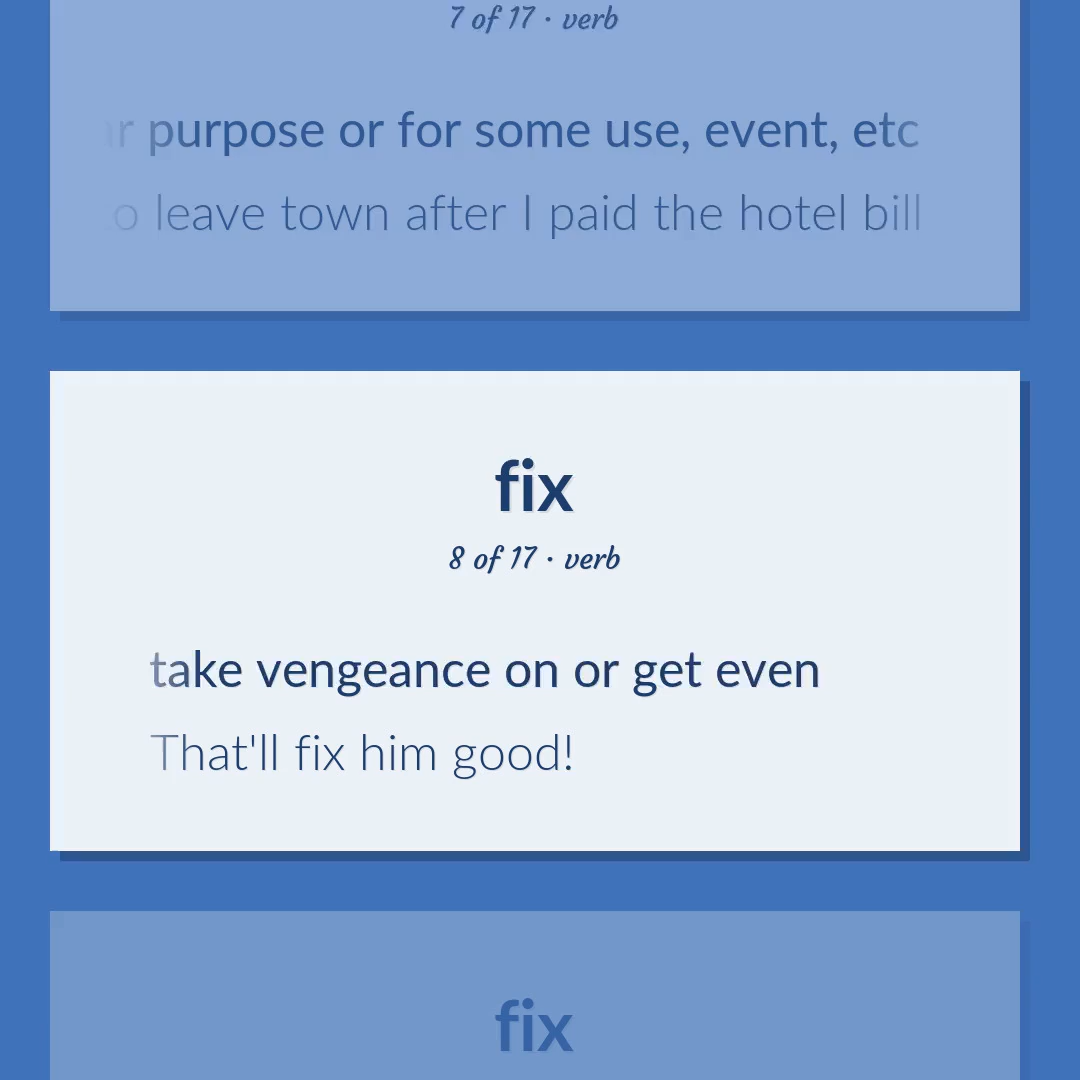 7 of 17 · verb
purpose or for some use, event, etc
leave town after I paid the hotel bill
fix
8 of 17 · verb
take vengeance on or get even
That'll fix him good!
fix